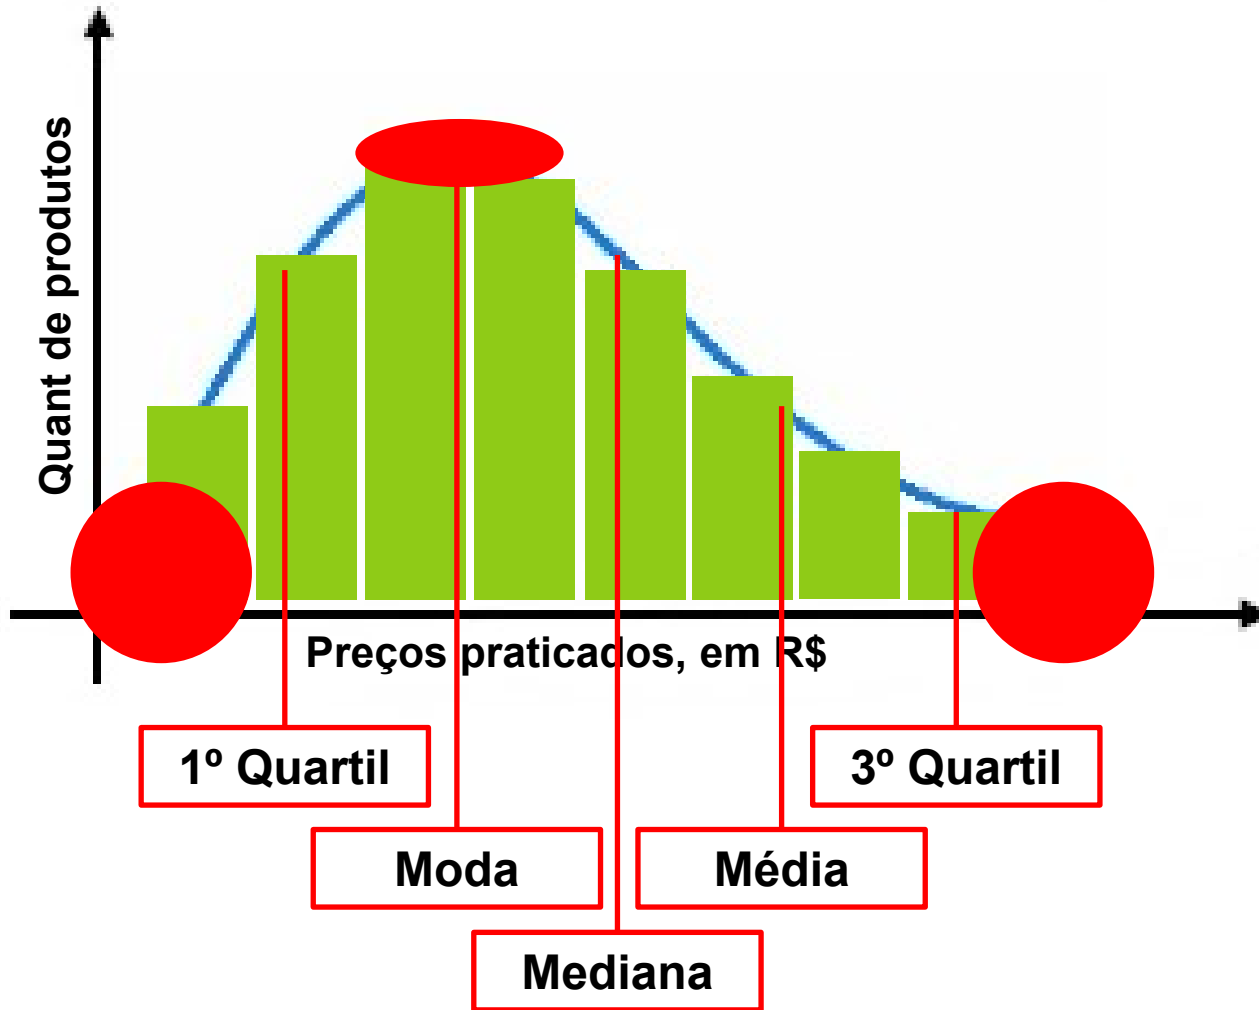 Quant de produtos
Preços praticados, em R$
1º Quartil
3º Quartil
Moda
Média
Mediana